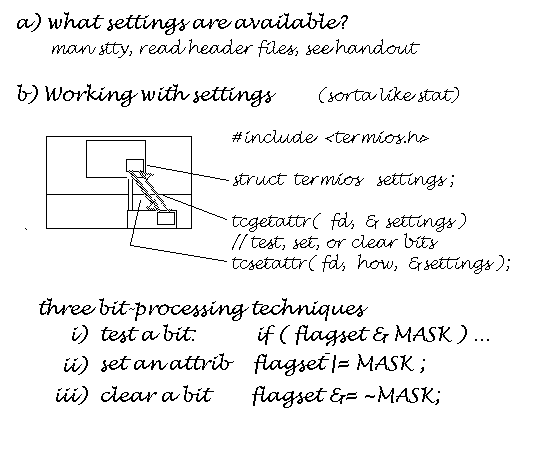 a) what settings are available?
man stty, read header files, see handout
b) Working with settings (sorta like stat)
#include <termios.h>
struct termios settings;
tcgetattr( fd, & settings )
// test, set, or clear bits
tcsetattr( fd, how, &settings );
three bit-processing techniques
i) test a bit: if ( flagset & MASK ) ...
ii) set an attrib flagset |= MASK ;
iii) clear a bit flagset &= ~MASK;